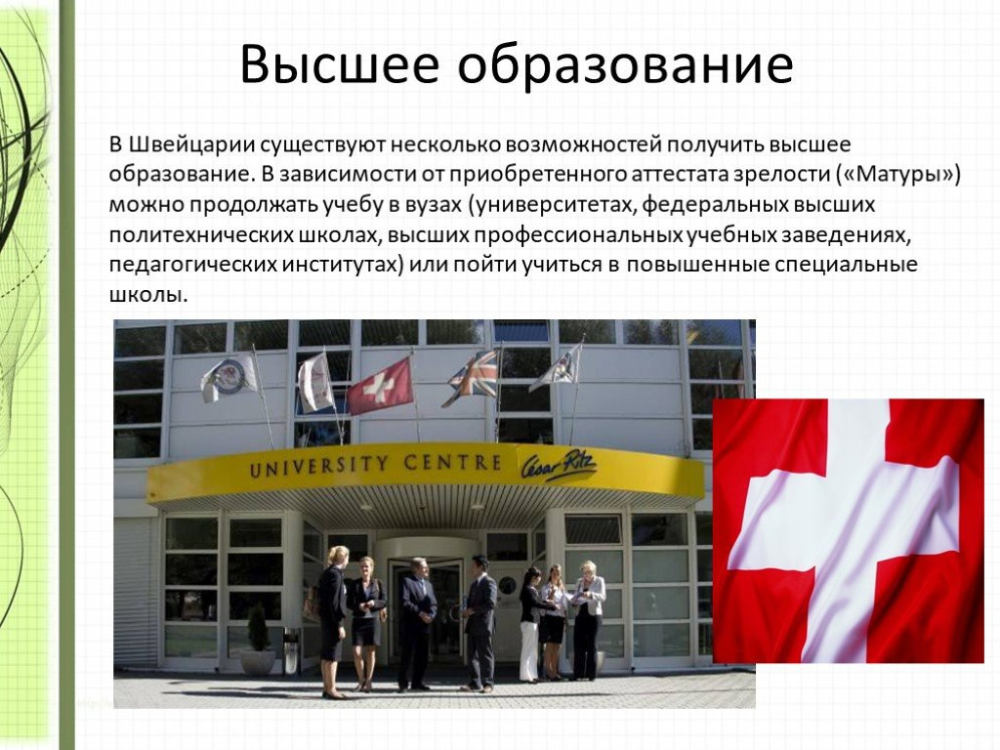 Высшее образование
В Швейцарии существуют несколько возможностей получить высшее
образование. В зависимости от приобретенного аттестата зрелости («Матуры»)
можно продолжать учебу в вузах (университетах, федеральных высших
политехнических школах, высших профессиональных учебных заведениях,
педагогических институтах) или пойти учиться в повышенные специальные
школы.
UNIVERSITY CENTRE César Ritz